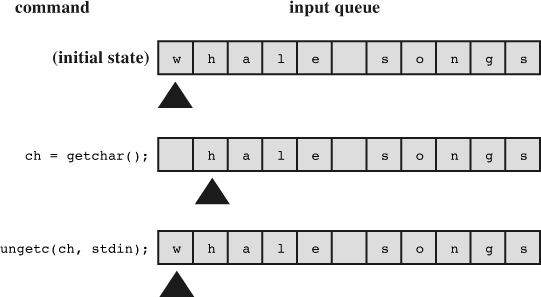 command input queue
(initial state) w h a l e s o n g s
ch = getchar(); h a l e s o n g s
ungetc(ch, stdin); w h a l e s o n g s